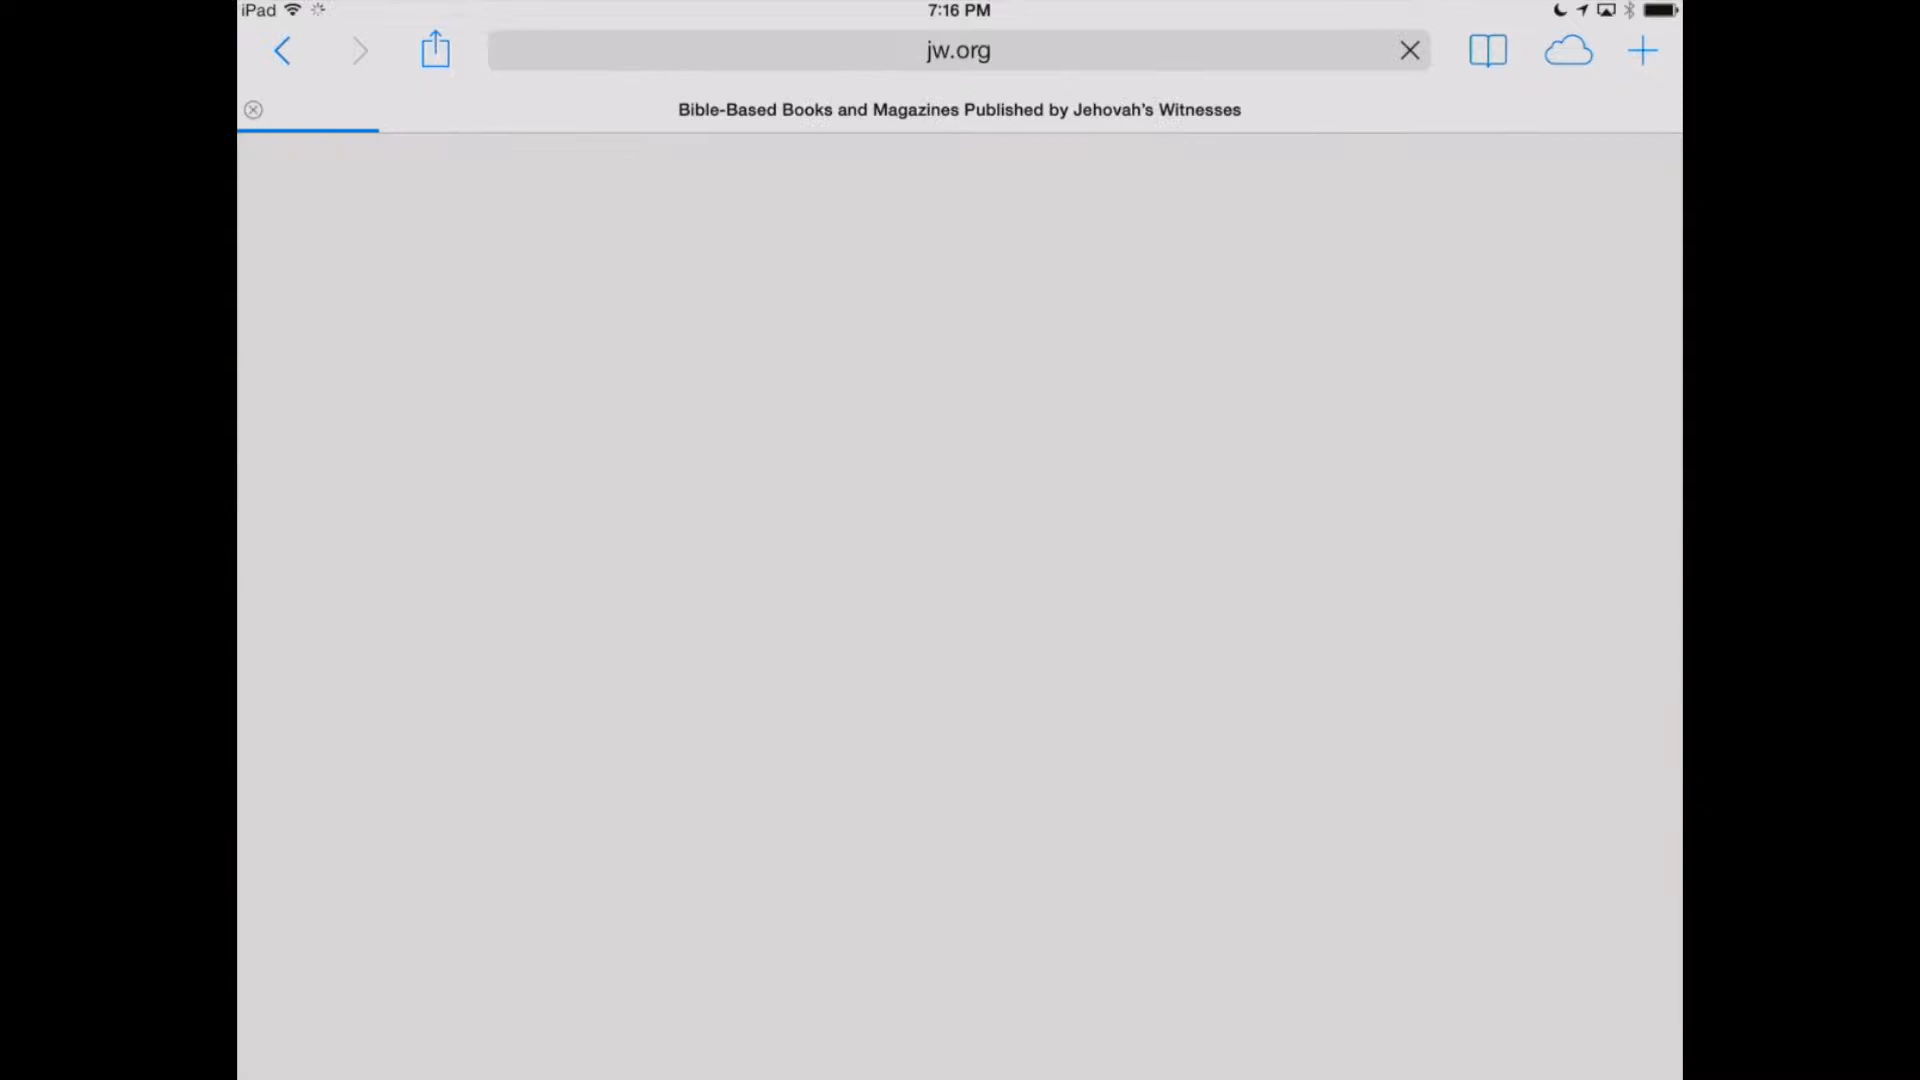 iPad
7:16 PM
jw.org
Bible-Based Books and Magazines Published by Jehovah's Witnesses